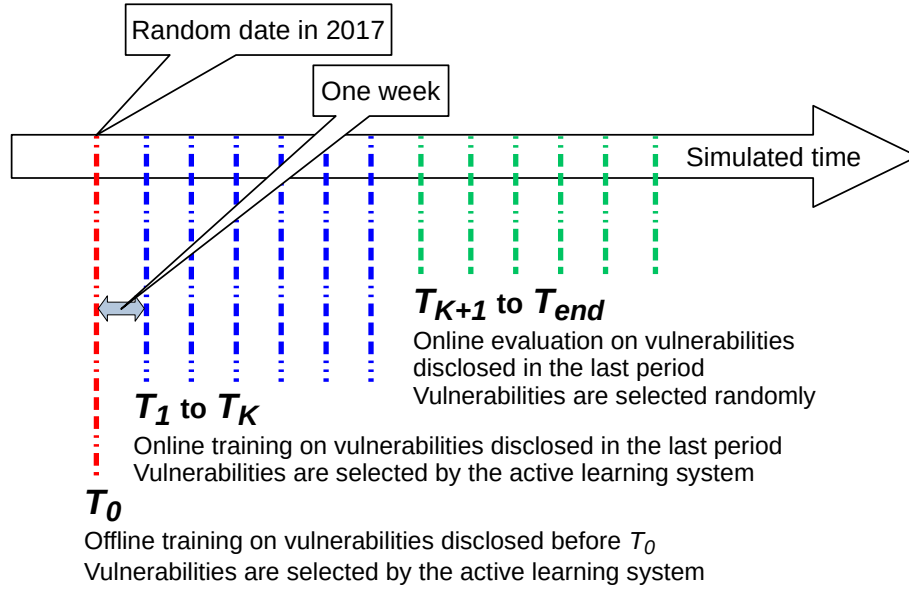 Random date in 2017
One week
Simulated time
T_{K+1} to T_{end}
Online evaluation on vulnerabilities
disclosed in the last period
Vulnerabilities are selected randomly
T_1 to T_K
Online training on vulnerabilities disclosed in the last period
Vulnerabilities are selected by the active learning system
T_0
Offline training on vulnerabilities disclosed before T_0
Vulnerabilities are selected by the active learning system